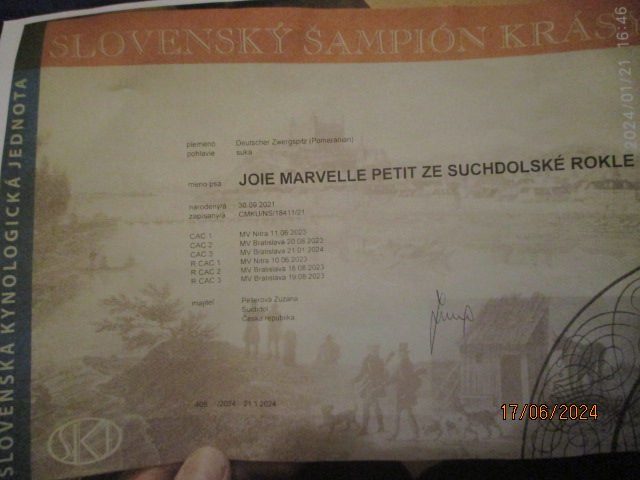 SLOVENSKÝ ŠAMPIÓN KRÁSY
SLOVENSKÁ KYNOLOGICKÁ JEDNOTA
plemeno Deutscher Zwergspitz (Pomeranian)
pohlavie suka
meno psa JOIE MARVELLE PETIT ZE SUCHDOLSKÉ ROKLE
narodený/á 30.09.2021
zapísaný/á CMKU/NS/18411/21
CAC 1 MV Nitra 11.06.2023
CAC 2 MV Bratislava 20.08.2023
CAC 3 MV Bratislava 21.01.2024
R.CAC 1 MV Nitra 10.06.2023
R.CAC 2 MV Bratislava 18.08.2023
R.CAC 3 MV Bratislava 19.08.2023
majiteľ Peterová Zuzana
Suchdol
Česká republika
409 /2024 21.1.2024
SKJ
2024/01/21 16:46
17/06/2024